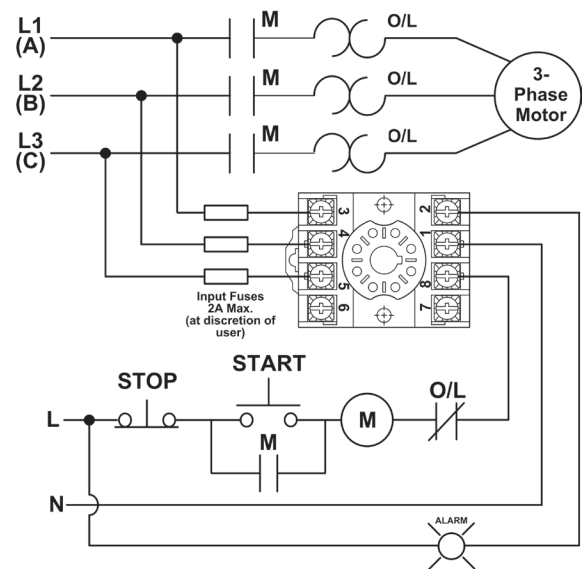 L1
(A)
M
O/L
L2
(B)
M
O/L
L3
(C)
M
O/L
3-
Phase
Motor
3
4
5
6
2
1
8
7
Input Fuses
2A Max.
(at discretion of
user)
STOP
START
O/L
L
M
M
N
ALARM